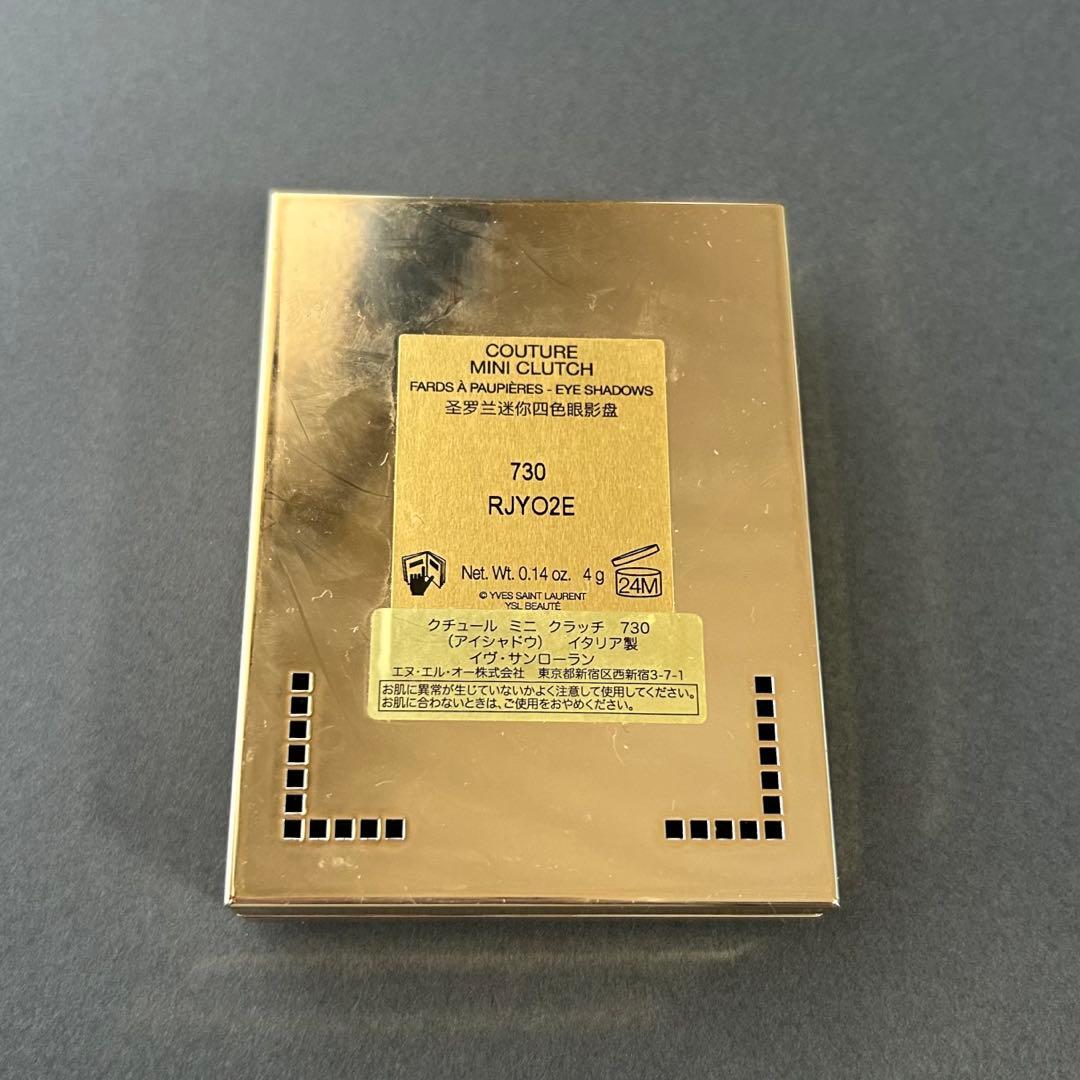 COUTURE
MINI CLUTCH
FARDS À PAUPIÈRES - EYE SHADOWS
圣罗兰迷你四色眼影盘
730
RJYO2E
Net. Wt. 0.14 oz. 4 g
24M
© YVES SAINT LAURENT
YSL BEAUTÉ
クチュール ミニ クラッチ 730
(アイシャドウ) イタリア製
イヴ・サンローラン
エヌ・エル・オー株式会社 東京都新宿区西新宿3-7-1
お肌に異常が生じていないかよく注意して使用してください。
お肌に合わないときは、ご使用をおやめください。